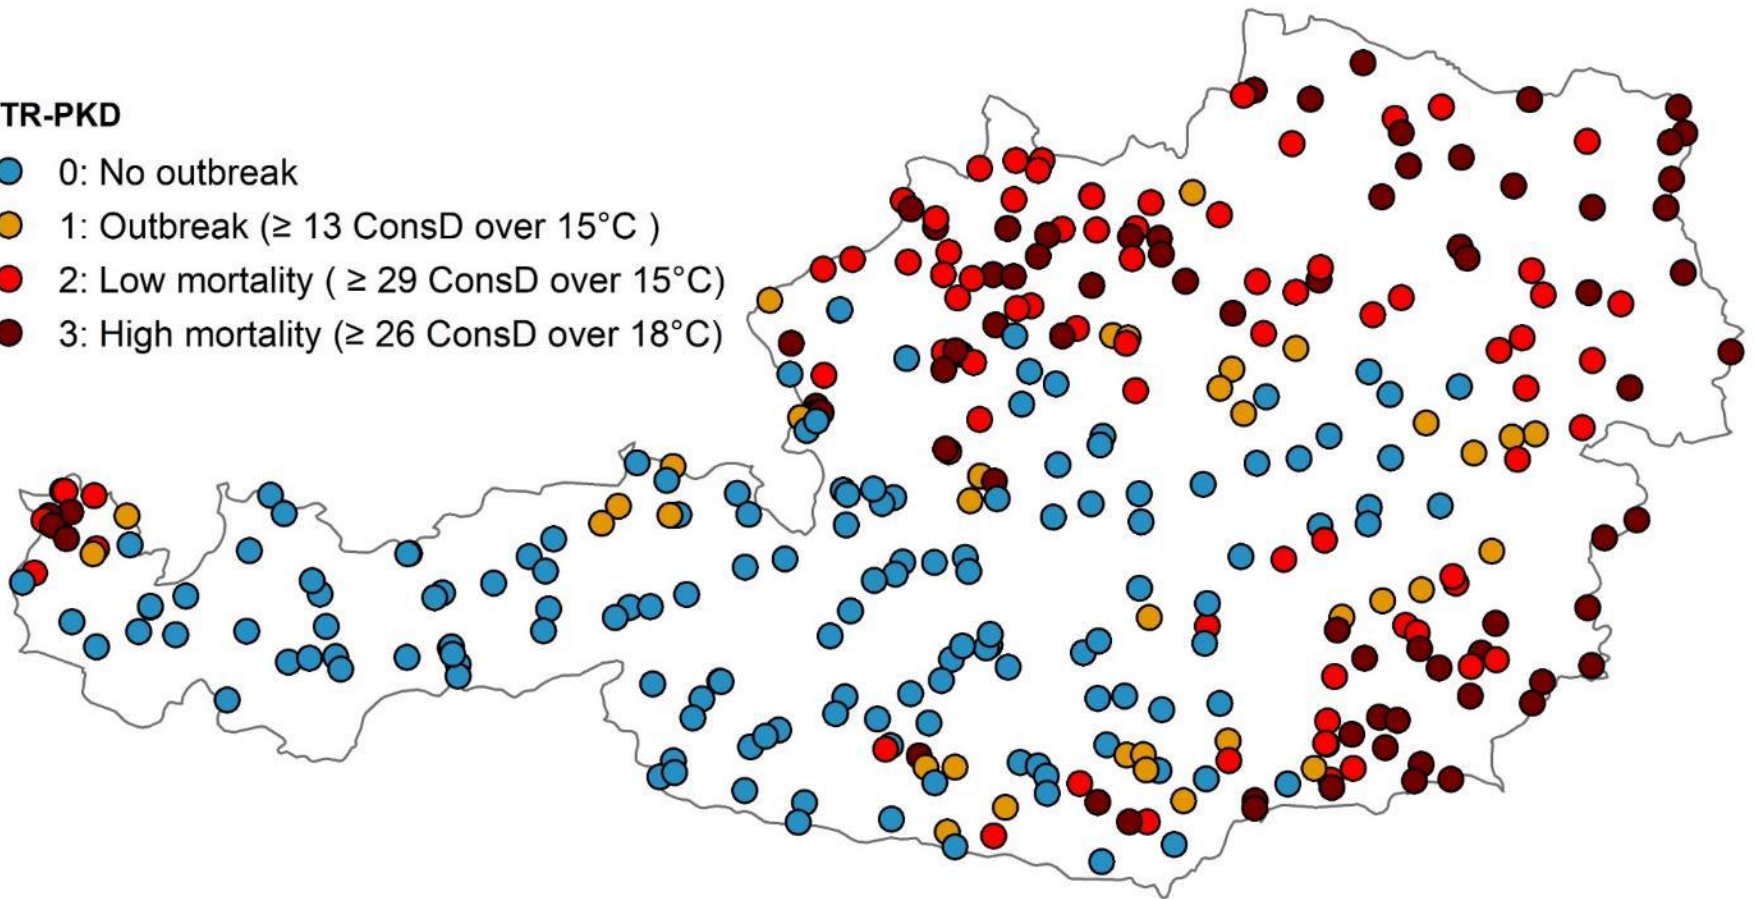 TR-PKD
0: No outbreak
1: Outbreak (≥ 13 ConsD over 15°C )
2: Low mortality ( ≥ 29 ConsD over 15°C)
3: High mortality (≥ 26 ConsD over 18°C)